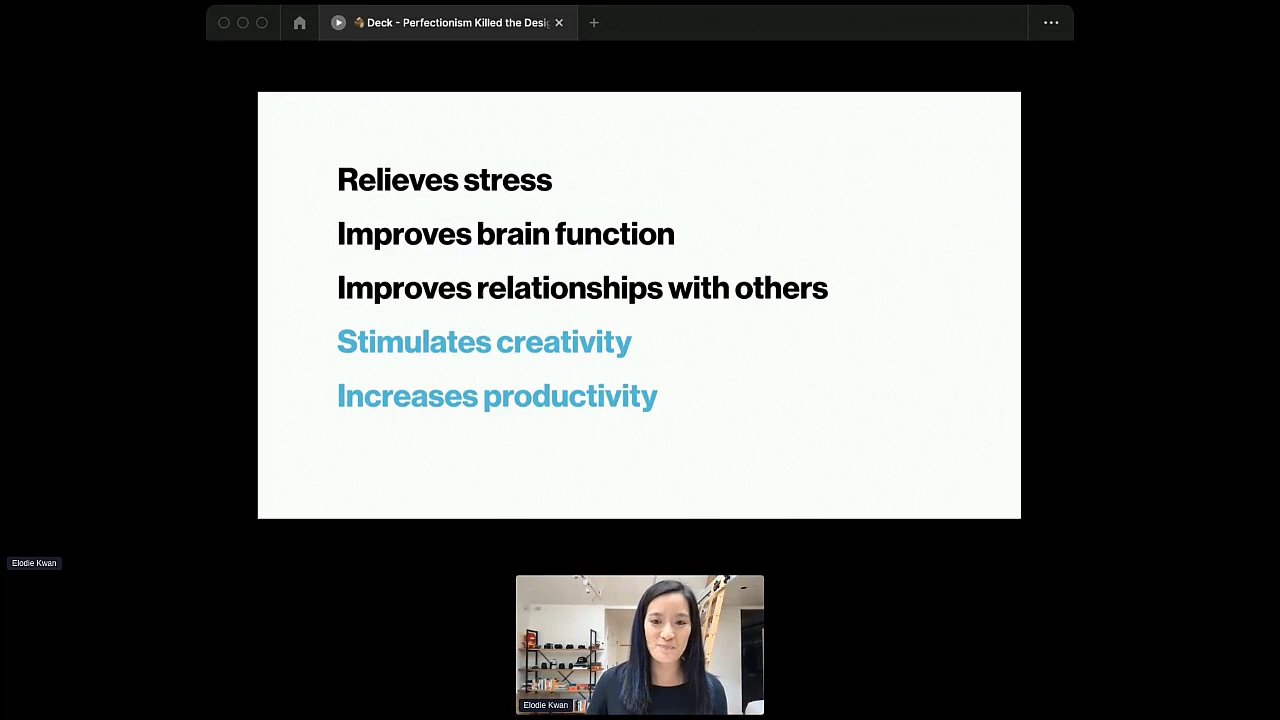 Deck - Perfectionism Killed the Desi
Relieves stress
Improves brain function
Improves relationships with others
Stimulates creativity
Increases productivity
Elodie Kwan
Elodie Kwan